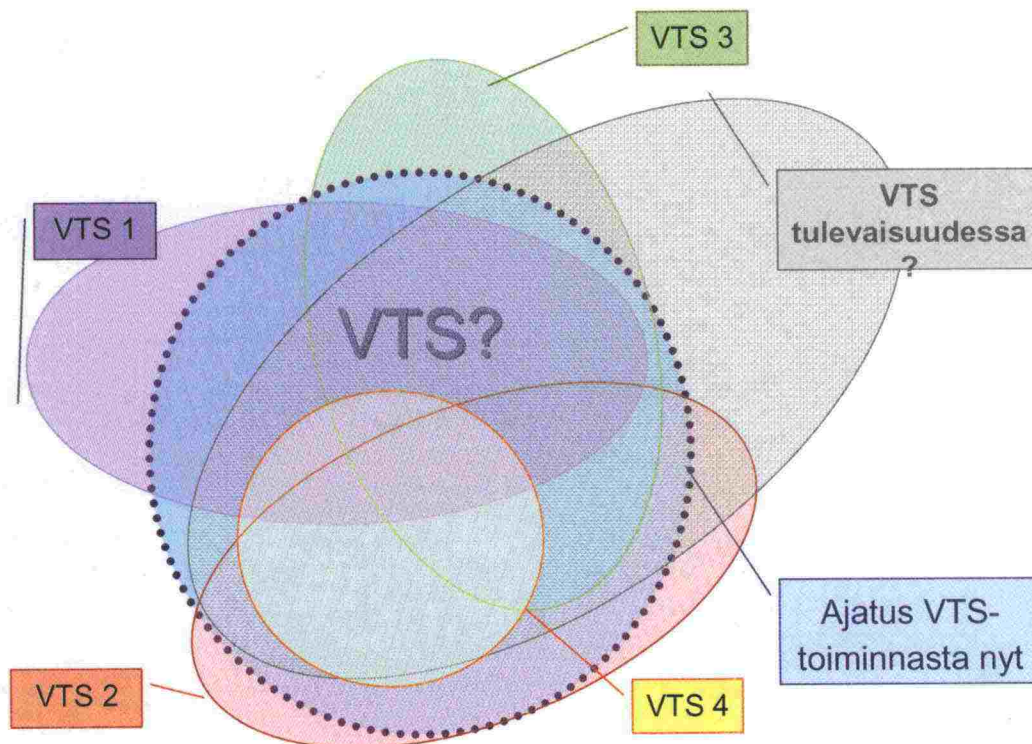 VTS 3
VTS 1
VTS
tulevaisuudessa
?
VTS?
Ajatus VTS-
toiminnasta nyt
VTS 2
VTS 4